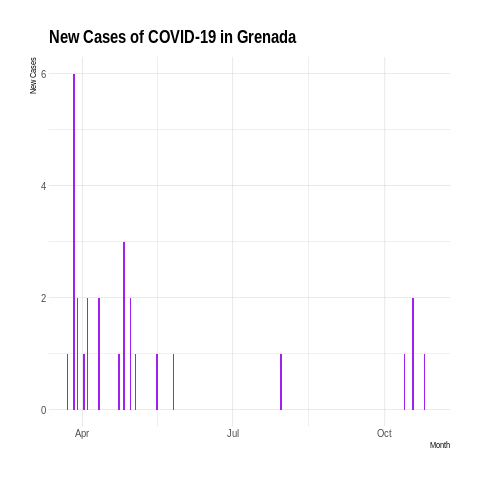 New Cases of COVID-19 in Grenada
New Cases
6
4
2
0
Apr
Jul
Oct
Month